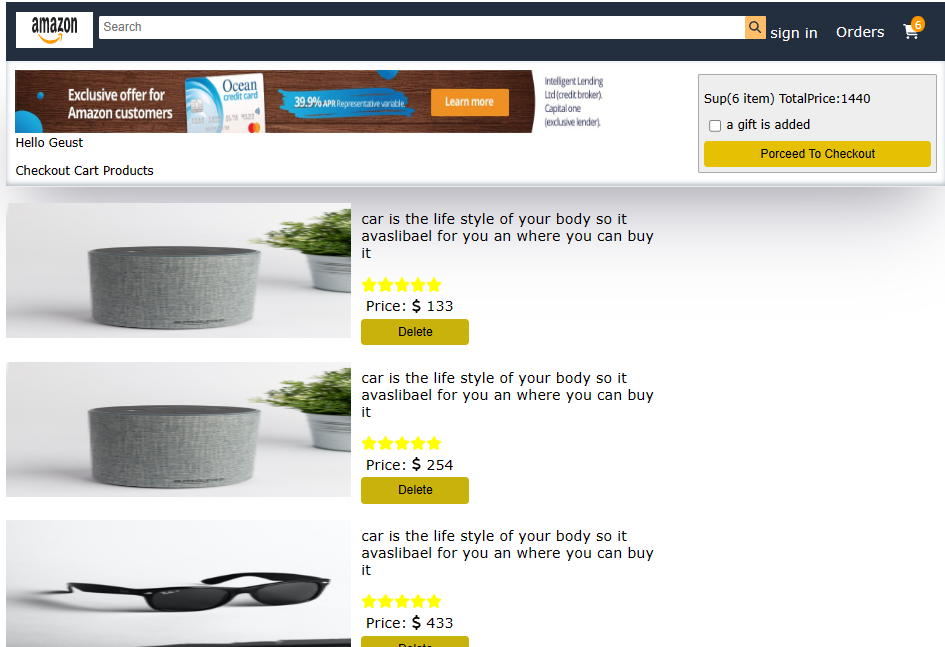 amazon
Search
sign in
Orders
6
Exclusive offer for
Amazon customers
Ocean
credit card
39.9% APR Representative variable.
Learn more
Intelligent Lending
Ltd (credit broker).
Capital one
(exclusive lender).
Sup(6 item) TotalPrice:1440
a gift is added
Porceed To Checkout
Hello Geust
Checkout Cart Products
car is the life style of your body so it
avaslibael for you an where you can buy
it
Price: $ 133
Delete
car is the life style of your body so it
avaslibael for you an where you can buy
it
Price: $ 254
Delete
car is the life style of your body so it
avaslibael for you an where you can buy
it
Price: $ 433
Delete